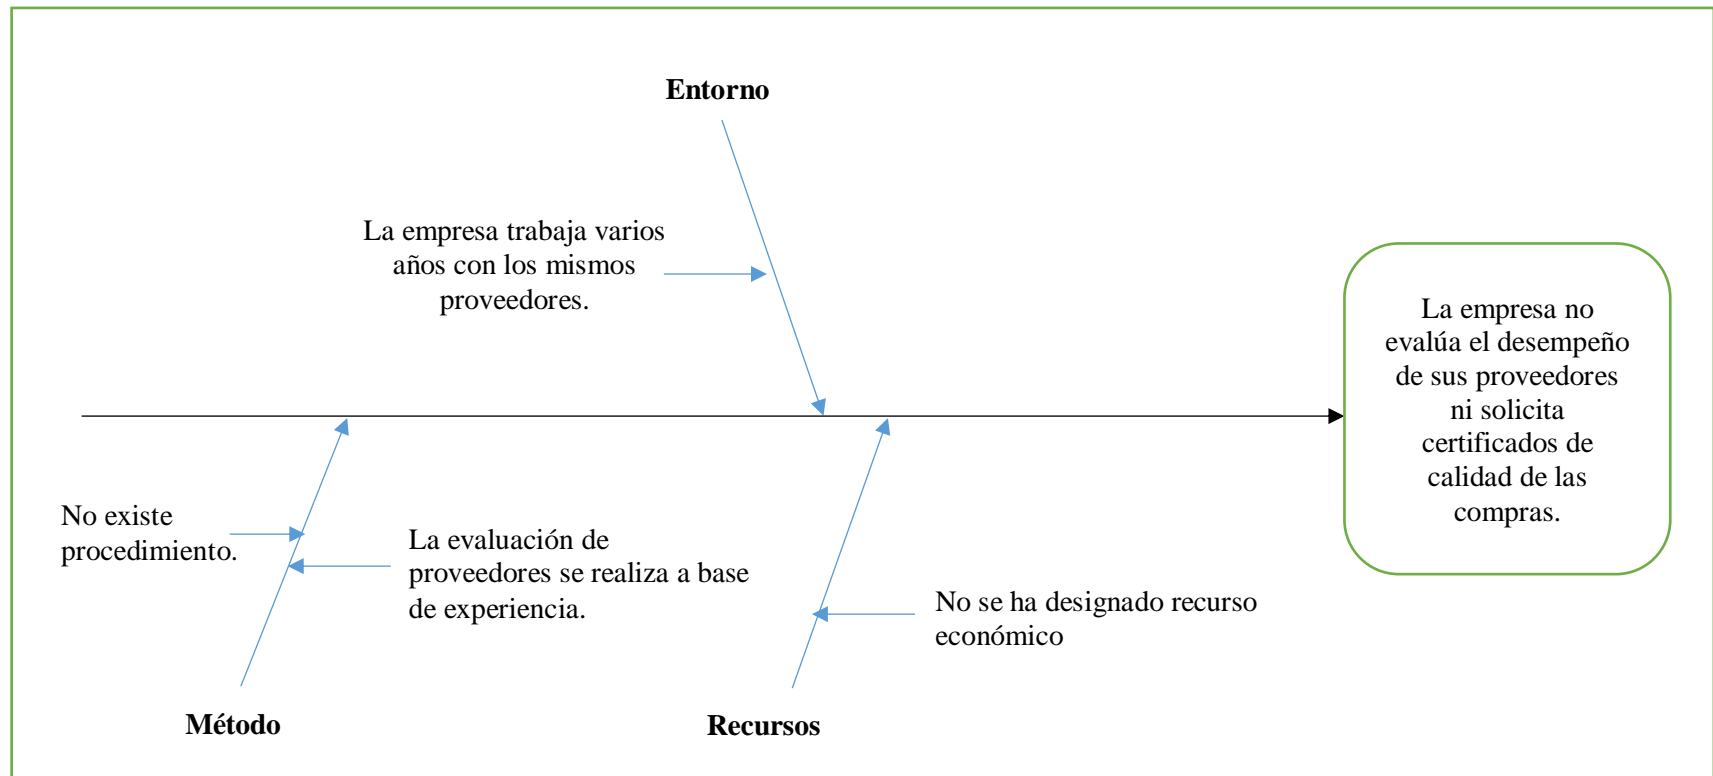 Entorno
La empresa trabaja varios
años con los mismos
proveedores.
La empresa no
evalúa el desempeño
de sus proveedores
ni solicita
certificados de
calidad de las
compras.
No existe
procedimiento.
La evaluación de
proveedores se realiza a base
de experiencia.
No se ha designado recurso
económico
Método
Recursos